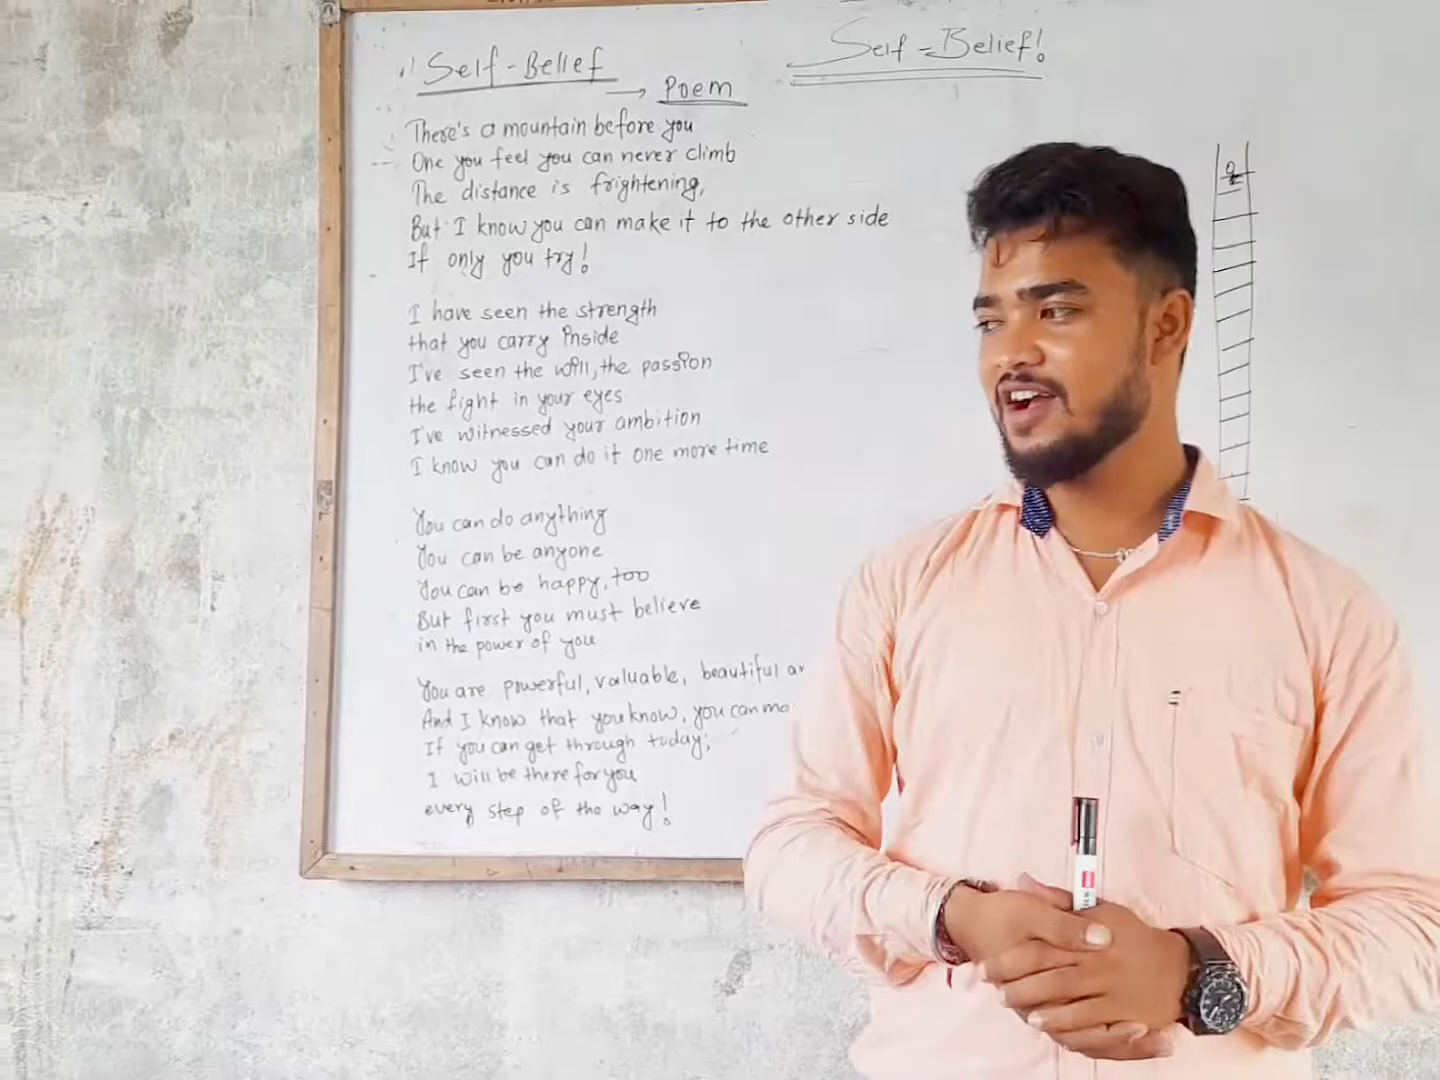 Self-Belief
→ Poem
Self = Belief!
There's a mountain before you
One you feel you can never climb
The distance is frightening,
But I know you can make it to the other side
If only you try!
I have seen the strength
that you carry inside
I've seen the will, the passion
the fight in your eyes.
I've witnessed your ambition
I know you can do it one more time
You can do anything
You can be anyone
You can be happy, too
But first you must believe
in the power of you
You are powerful, valuable, beautiful
And I know that you know, you can
If you can get through today;
I will be there for you
every step of the way!